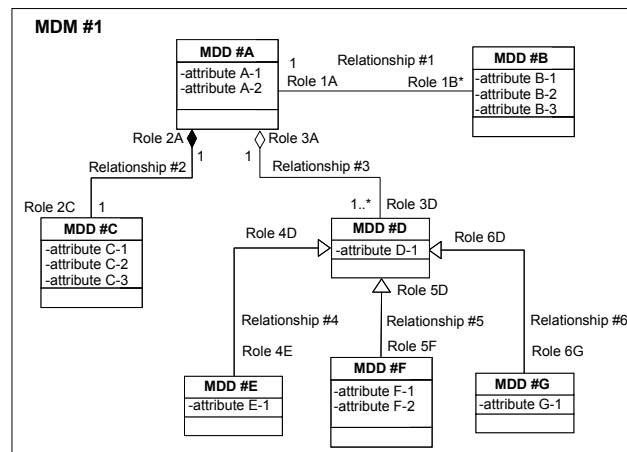 MDM #1
MDD #A
-attribute A-1
-attribute A-2
1
Relationship #1
Role 1A
Role 1B*
MDD #B
-attribute B-1
-attribute B-2
-attribute B-3
Role 2A
1
Relationship #2
1
Role 2C
Role 3A
1
Relationship #3
1..*
Role 3D
MDD #C
-attribute C-1
-attribute C-2
-attribute C-3
MDD #D
-attribute D-1
Role 4D
Role 5D
Role 6D
Relationship #4
Relationship #5
Relationship #6
Role 4E
Role 5F
Role 6G
MDD #E
-attribute E-1
MDD #F
-attribute F-1
-attribute F-2
MDD #G
-attribute G-1